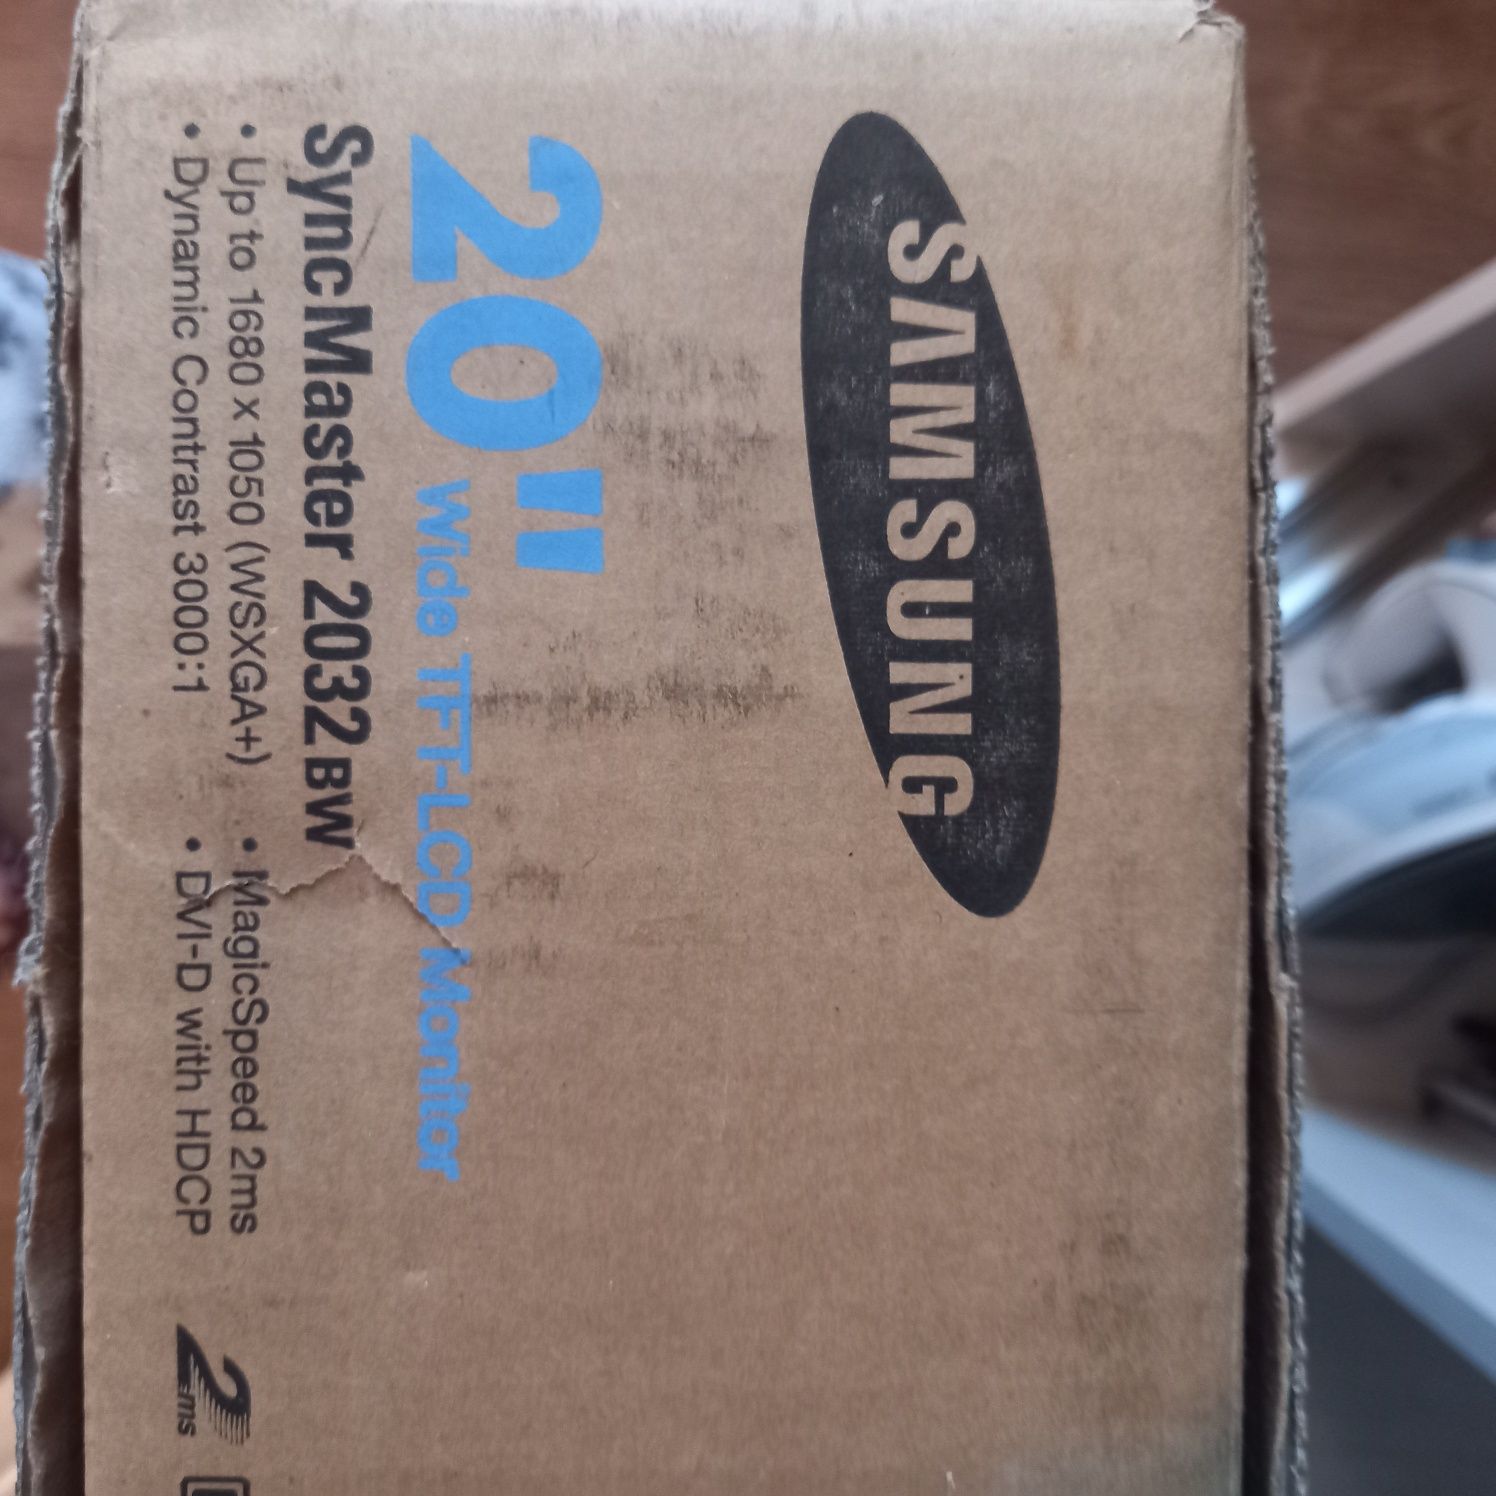 SAMSUNG
20" Wide TFT-LCD Monitor
SyncMaster 2032BW
• Up to 1680 x 1050 (WSXGA+) • MagicSpeed 2ms
• Dynamic Contrast 3000:1 • DVI-D with HDCP
2ms